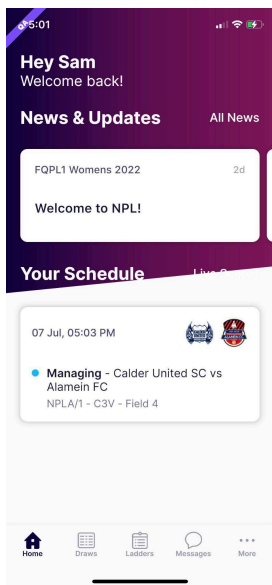 5:01
Hey Sam
Welcome back!
News & Updates All News
FQPL1 Womens 2022 2d
Welcome to NPL!
Your Schedule
07 Jul, 05:03 PM
Managing - Calder United SC vs
Alamein FC
NPLA/1 - C3V - Field 4
Home Draws Ladders Messages More